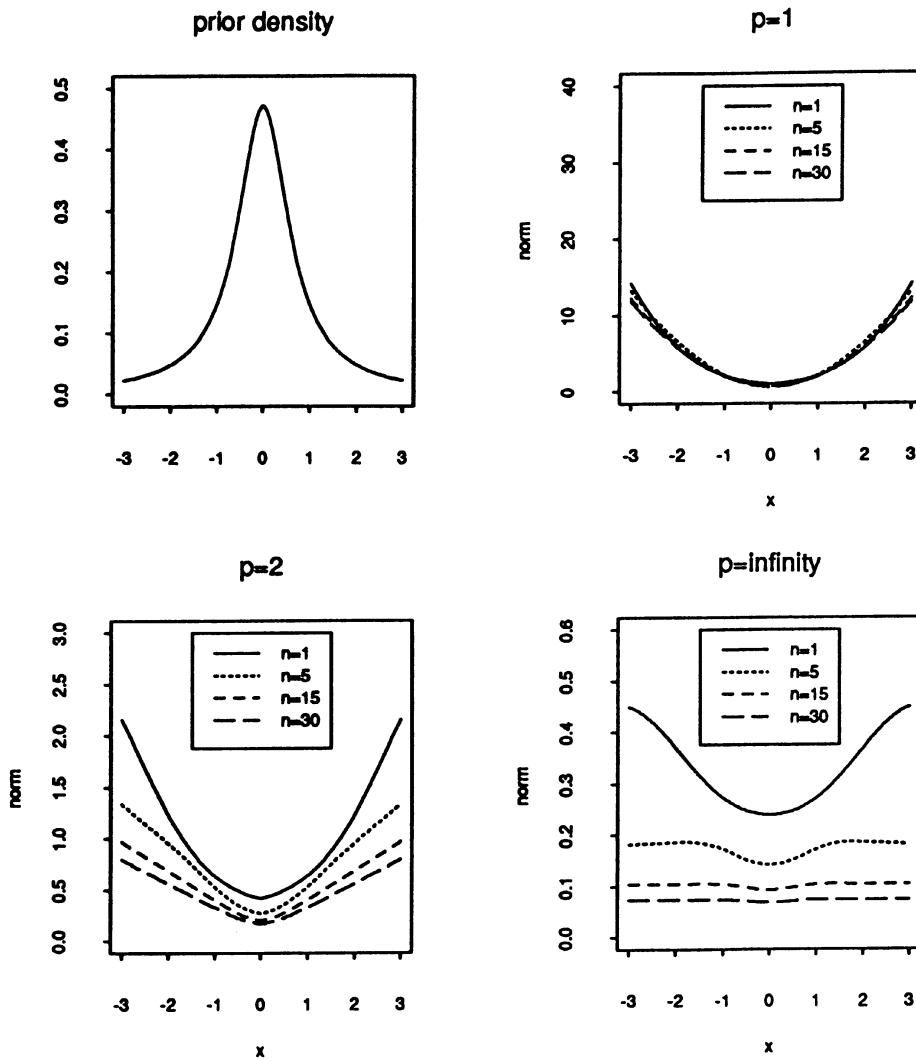 prior density
0.5
0.4
0.3
0.2
0.1
0.0
-3 -2 -1 0 1 2 3
p=1
norm
40
30
20
10
0
n=1
n=5
n=15
n=30
-3 -2 -1 0 1 2 3
x
p=2
norm
3.0
2.5
2.0
1.5
1.0
0.5
0.0
n=1
n=5
n=15
n=30
-3 -2 -1 0 1 2 3
x
p=infinity
norm
0.6
0.5
0.4
0.3
0.2
0.1
0.0
n=1
n=5
n=15
n=30
-3 -2 -1 0 1 2 3
x